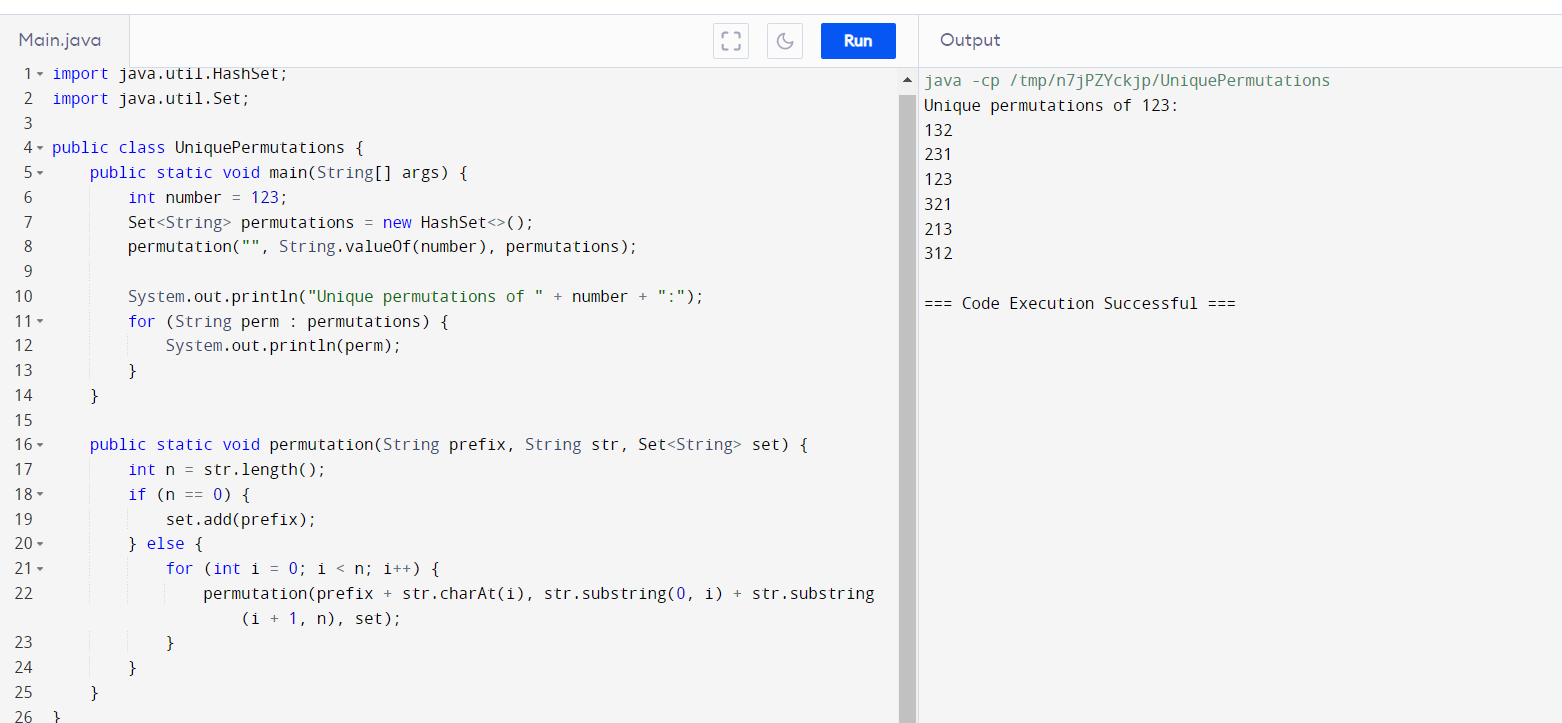 Main.java
Run
Output
1 import java.util.HashSet;
2 import java.util.Set;
3
4 public class UniquePermutations {
5     public static void main(String[] args) {
6         int number = 123;
7         Set<String> permutations = new HashSet<>();
8         permutation("", String.valueOf(number), permutations);
9
10         System.out.println("Unique permutations of " + number + ":");
11         for (String perm : permutations) {
12             System.out.println(perm);
13         }
14     }
15
16     public static void permutation(String prefix, String str, Set<String> set) {
17         int n = str.length();
18         if (n == 0) {
19             set.add(prefix);
20         } else {
21             for (int i = 0; i < n; i++) {
22                 permutation(prefix + str.charAt(i), str.substring(0, i) + str.substring
(i + 1, n), set);
23             }
24         }
25     }
26 }
java -cp /tmp/n7jPZYckjp/UniquePermutations
Unique permutations of 123:
132
231
123
321
213
312
=== Code Execution Successful ===